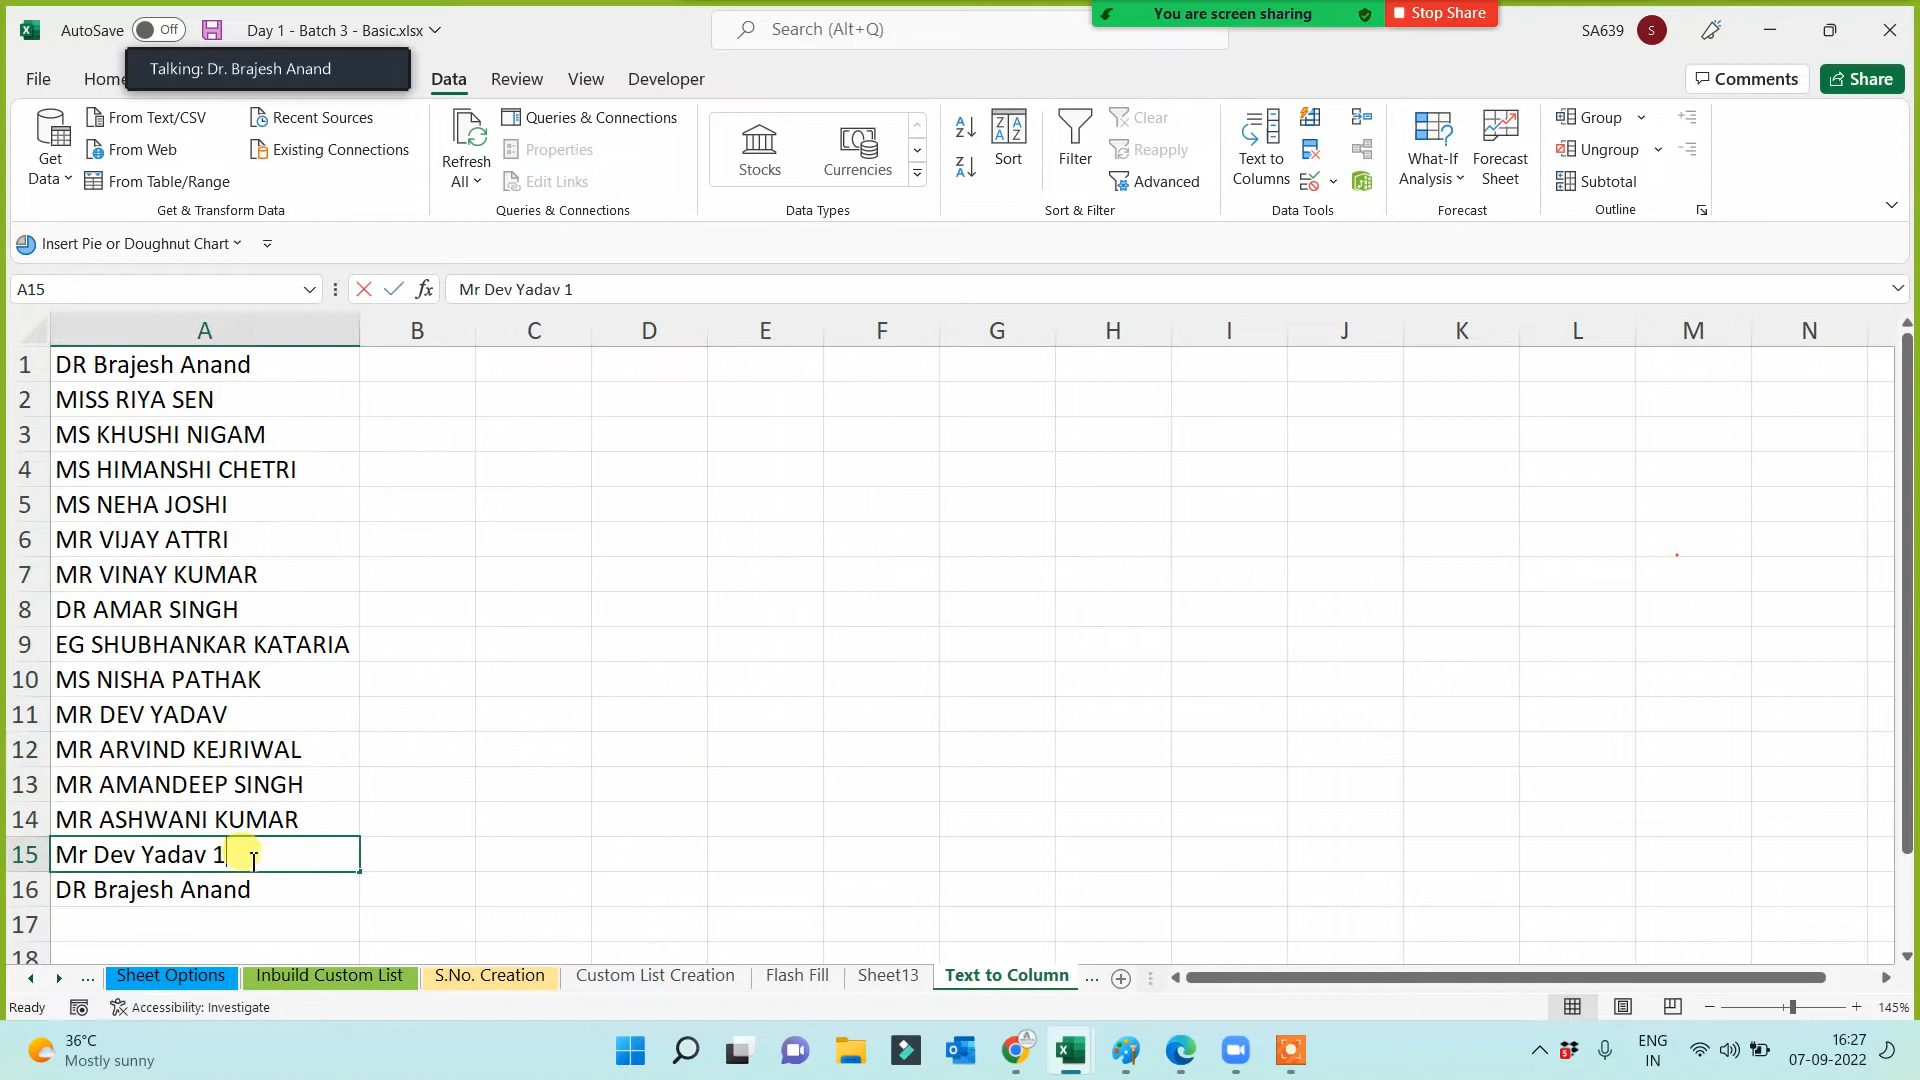 You are screen sharing
Stop Share
AutoSave
Off
Day 1 - Batch 3 - Basic.xlsx
Search (Alt+Q)
SA639
S
Talking: Dr. Brajesh Anand
File
Home
Data
Review
View
Developer
Comments
Share
Get
Data
From Text/CSV
From Web
From Table/Range
Recent Sources
Existing Connections
Get & Transform Data
Refresh
All
Queries & Connections
Properties
Edit Links
Queries & Connections
Stocks
Currencies
Data Types
Sort
Filter
Clear
Reapply
Advanced
Sort & Filter
Text to
Columns
Data Tools
What-If
Analysis
Forecast
Sheet
Forecast
Group
Ungroup
Subtotal
Outline
Insert Pie or Doughnut Chart
A15
fx
Mr Dev Yadav 1
A B C D E F G H I J K L M N
1 DR Brajesh Anand
2 MISS RIYA SEN
3 MS KHUSHI NIGAM
4 MS HIMANSHI CHETRI
5 MS NEHA JOSHI
6 MR VIJAY ATTRI
7 MR VINAY KUMAR
8 DR AMAR SINGH
9 EG SHUBHANKAR KATARIA
10 MS NISHA PATHAK
11 MR DEV YADAV
12 MR ARVIND KEJRIWAL
13 MR AMANDEEP SINGH
14 MR ASHWANI KUMAR
15 Mr Dev Yadav 1
16 DR Brajesh Anand
17
18
... Sheet Options Inbuild Custom List S.No. Creation Custom List Creation Flash Fill Sheet13 Text to Column ...
Ready
Accessibility: Investigate
145%
36°C
Mostly sunny
ENG
IN
16:27
07-09-2022